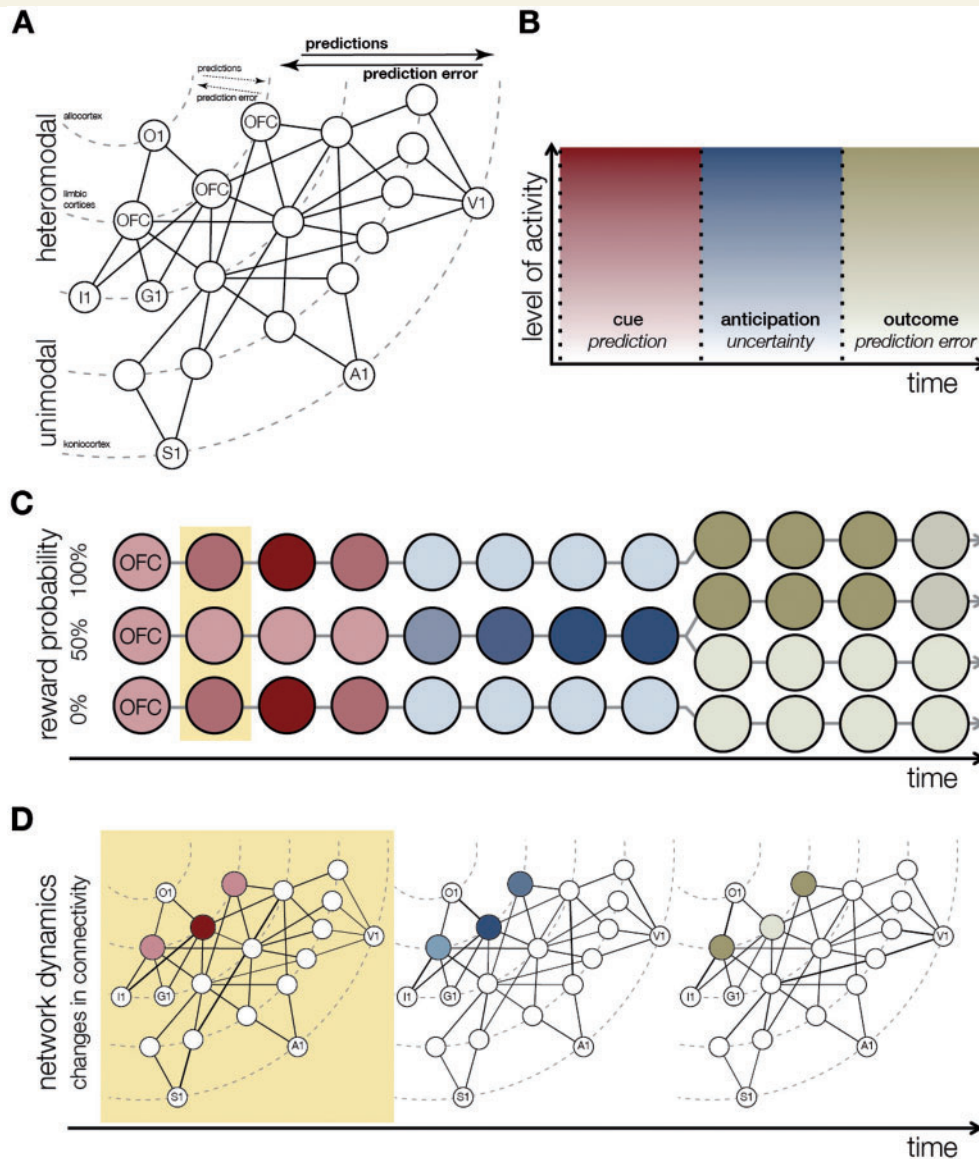 A
predictions
prediction error
predictions
prediction error
allocortex
limbic
cortices
koniocortex
heteromodal
unimodal
O1
OFC
OFC
OFC
V1
I1
G1
A1
S1
B
level of activity
cue
prediction
anticipation
uncertainty
outcome
prediction error
time
C
reward probability
100%
50%
0%
OFC
OFC
OFC
time
D
network dynamics
changes in connectivity
O1
V1
I1
G1
A1
S1
O1
V1
I1
G1
A1
S1
O1
V1
I1
G1
A1
S1
time